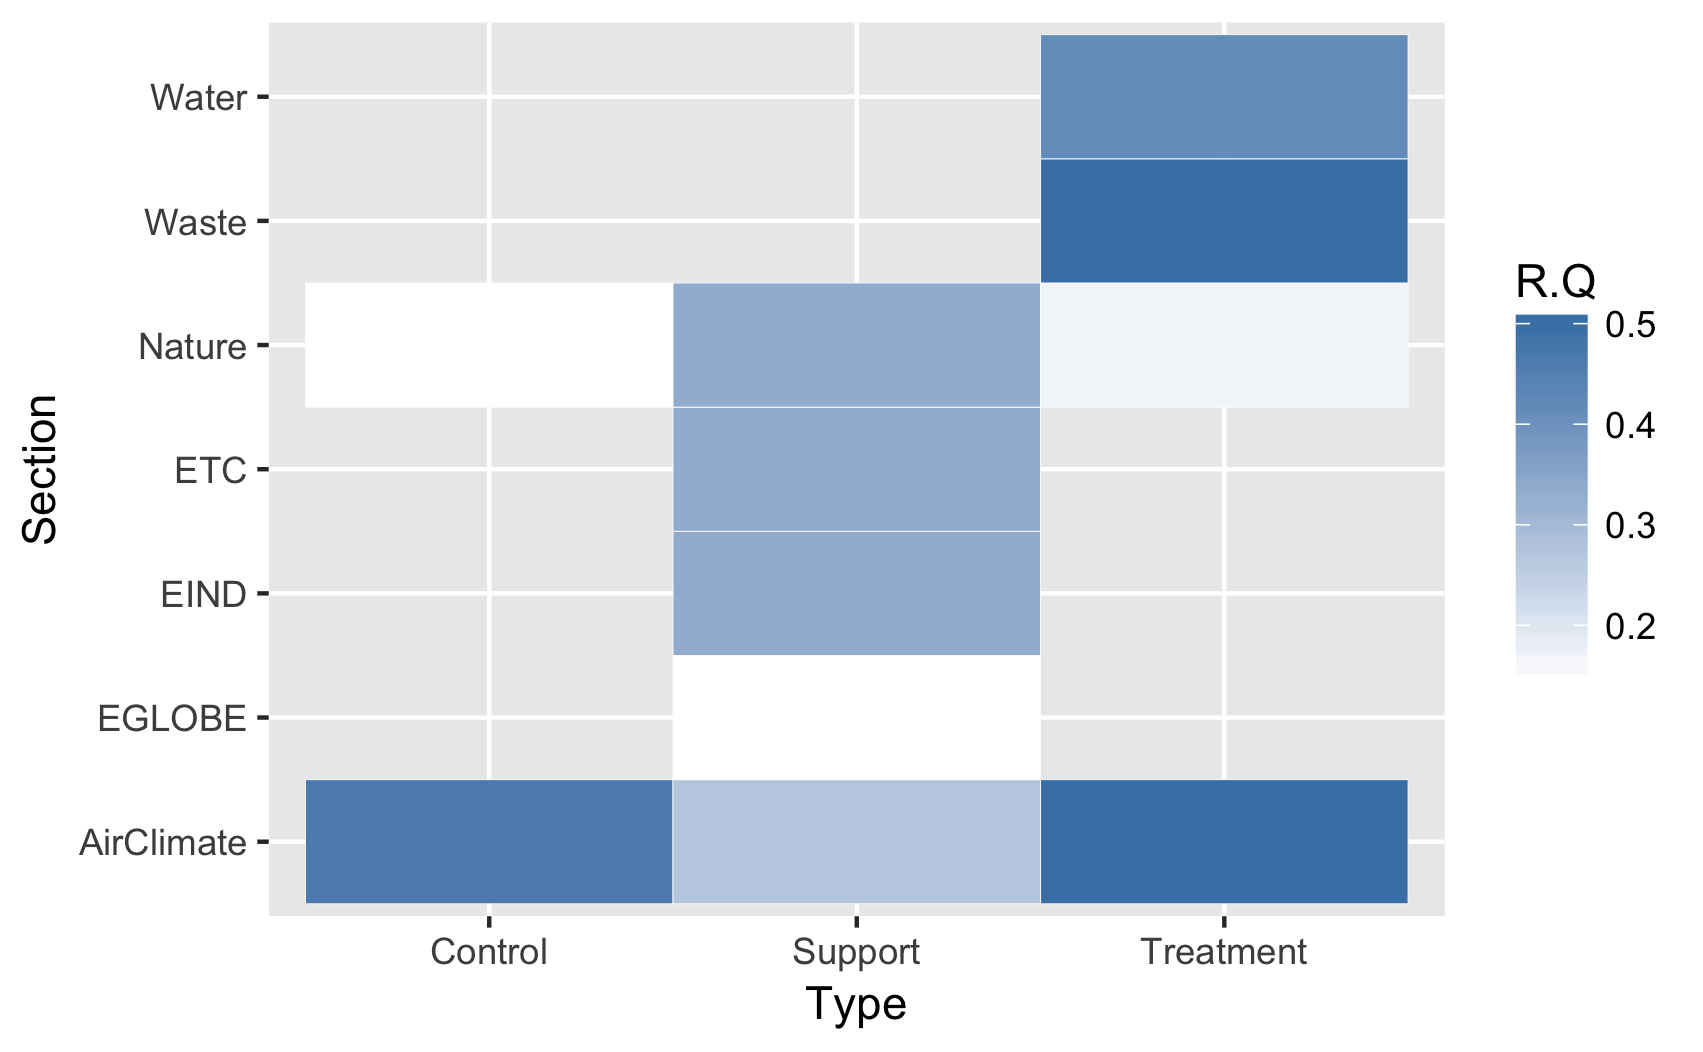 Water
Waste
Nature
ETC
EIND
EGLOBE
AirClimate
Section
Control Support Treatment
Type
R.Q
0.5
0.4
0.3
0.2